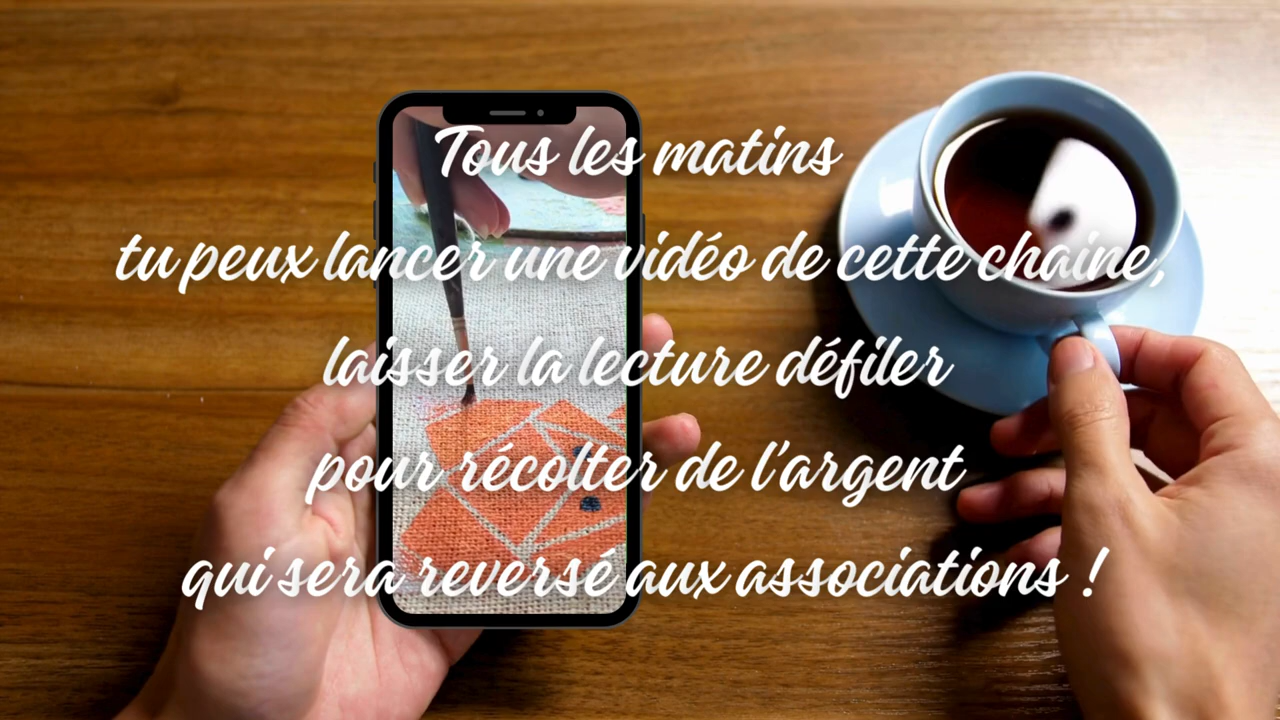 Tous les matins
tu peux lancer une vidéo de cette chaine,
laisser la lecture défiler
pour récolter de l'argent
qui sera reversé aux associations !